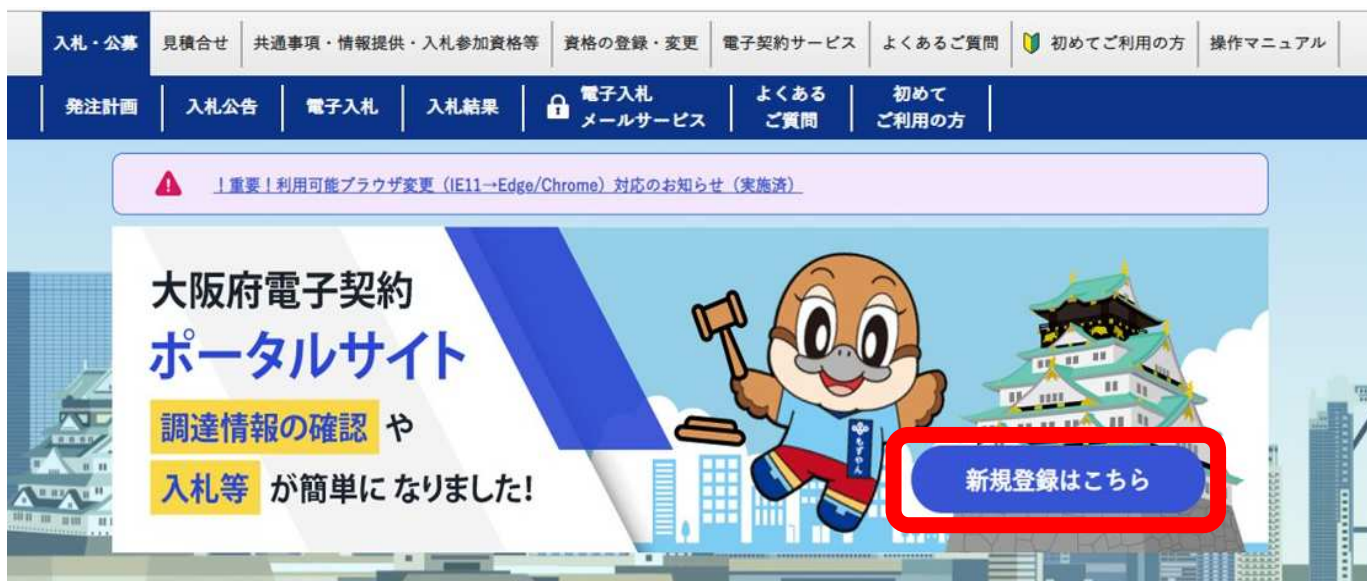 入札・公募 見積合せ 共通事項・情報提供・入札参加資格等 資格の登録・変更 電子契約サービス よくあるご質問 初めてご利用の方 操作マニュアル
発注計画 入札公告 電子入札 入札結果 電子入札 メールサービス よくある ご質問 初めて ご利用の方
！重要！利用可能ブラウザ変更（IE11→Edge/Chrome）対応のお知らせ（実施済）
大阪府電子契約
ポータルサイト
調達情報の確認 や
入札等 が簡単に なりました!
もずやん
新規登録はこちら